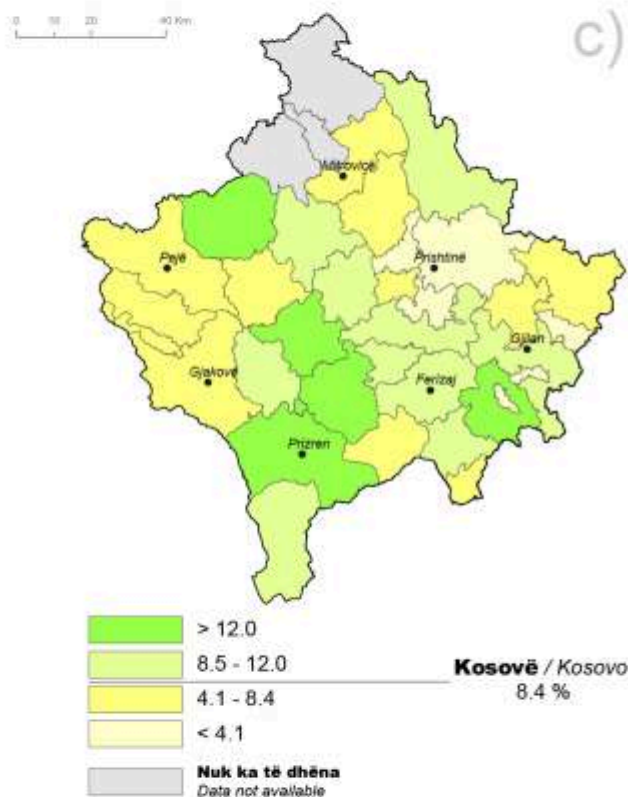 0 10 20 40 Km
c)
Mitrovicë
Prishtinë
Pejë
Gjilan
Gjakovë
Ferizaj
Prizren
> 12.0
8.5 - 12.0
Kosovë / Kosovo
8.4 %
4.1 - 8.4
< 4.1
Nuk ka të dhëna
Data not available